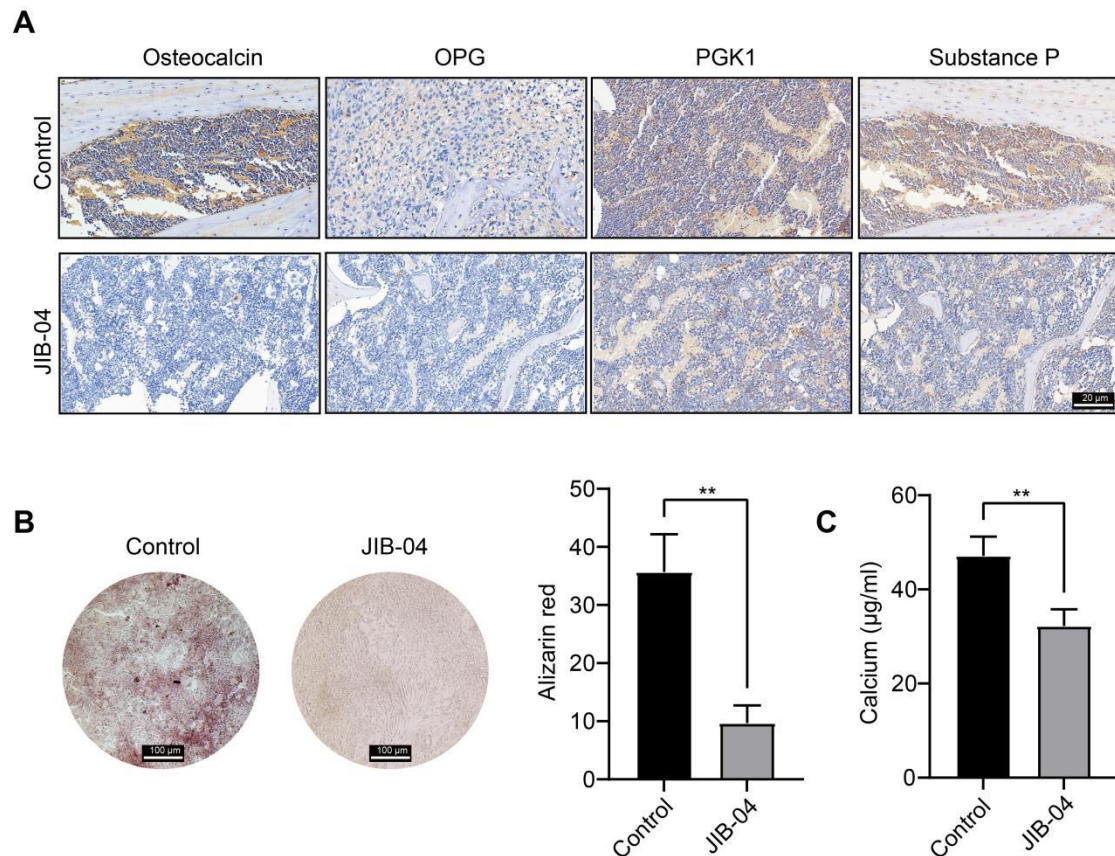 A
Osteocalcin OPG PGK1 Substance P
Control
JIB-04
20 µm
B
Control JIB-04
100 µm 100 µm
50
40
30
20
10
0
Alizarin red
**
Control JIB-04
C
60
40
20
0
Calcium (µg/ml)
**
Control JIB-04